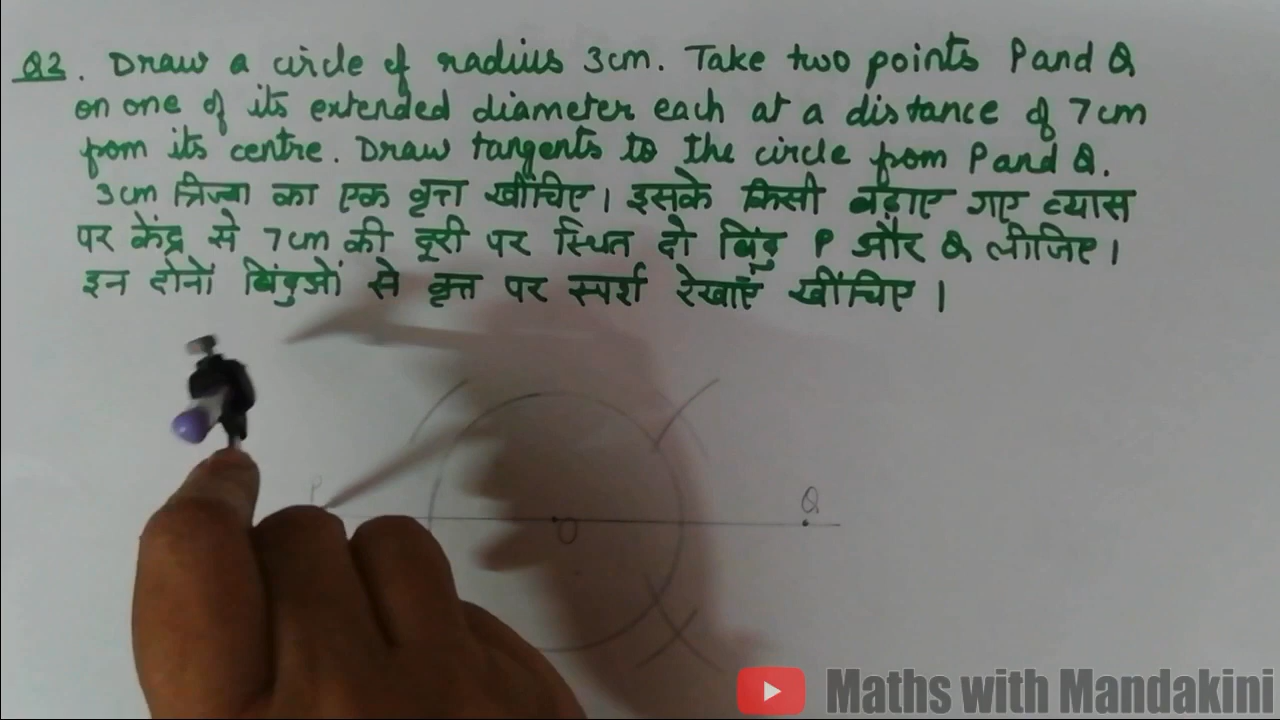 Q2. Draw a circle of radius 3cm. Take two points P and Q
on one of its extended diameter each at a distance of 7cm
from its centre. Draw tangents to the circle from P and Q.
3cm त्रिज्या का एक वृत्त खींचिए। इसके किसी बढ़ाए गए व्यास
पर केंद्र से 7cm की दूरी पर स्थित दो बिंदु P और Q लीजिए।
इन दोनों बिंदुओं से वृत्त पर स्पर्श रेखाएँ खींचिए।
P
Q
O
Maths with Mandakini